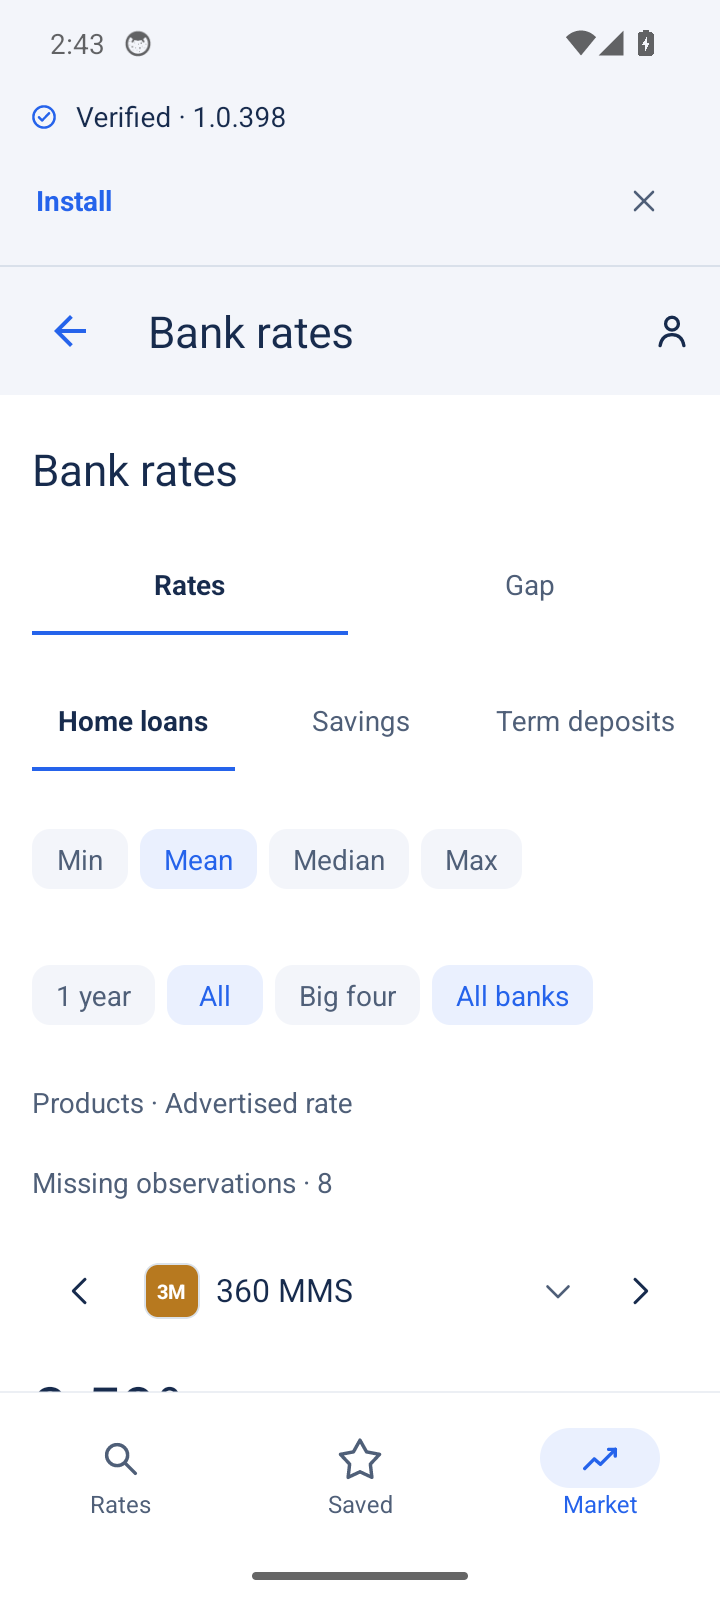 2:43
Verified · 1.0.398
Install
Bank rates
Bank rates
Rates Gap
Home loans Savings Term deposits
Min Mean Median Max
1 year All Big four All banks
Products · Advertised rate
Missing observations · 8
3M 360 MMS
Rates Saved Market